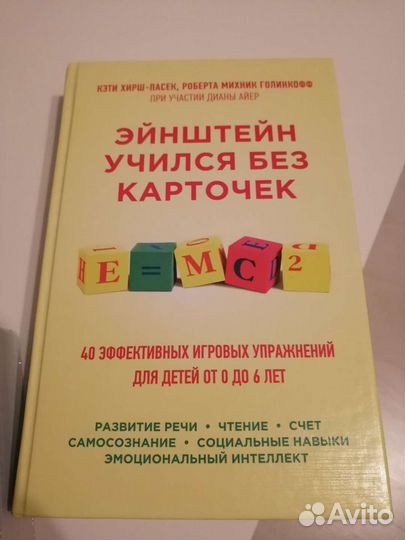 КЭТИ ХИРШ-ПАСЕК, РОБЕРТА МИХНИК ГОЛИНКОФФ
ПРИ УЧАСТИИ ДИАНЫ АЙЕР
ЭЙНШТЕЙН
УЧИЛСЯ БЕЗ
КАРТОЧЕК
E = M C 2
40 ЭФФЕКТИВНЫХ ИГРОВЫХ УПРАЖНЕНИЙ
ДЛЯ ДЕТЕЙ ОТ 0 ДО 6 ЛЕТ
РАЗВИТИЕ РЕЧИ • ЧТЕНИЕ • СЧЕТ
САМОСОЗНАНИЕ • СОЦИАЛЬНЫЕ НАВЫКИ
ЭМОЦИОНАЛЬНЫЙ ИНТЕЛЛЕКТ
Avito